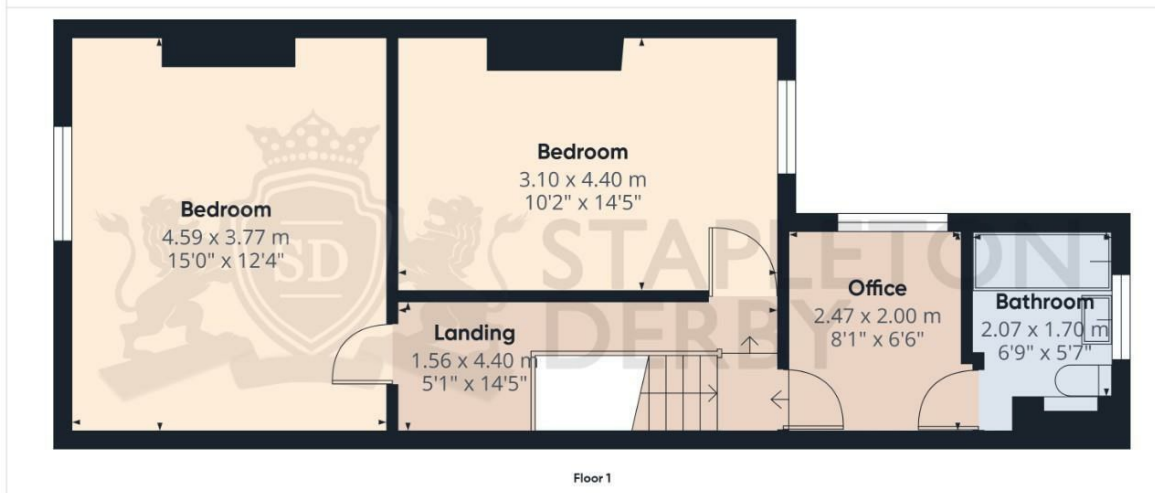 Bedroom
4.59 x 3.77 m
15'0" x 12'4"
Bedroom
3.10 x 4.40 m
10'2" x 14'5"
Landing
1.56 x 4.40 m
5'1" x 14'5"
Office
2.47 x 2.00 m
8'1" x 6'6"
Bathroom
2.07 x 1.70 m
6'9" x 5'7"
SD
STAPLETON
DERBY
Floor 1